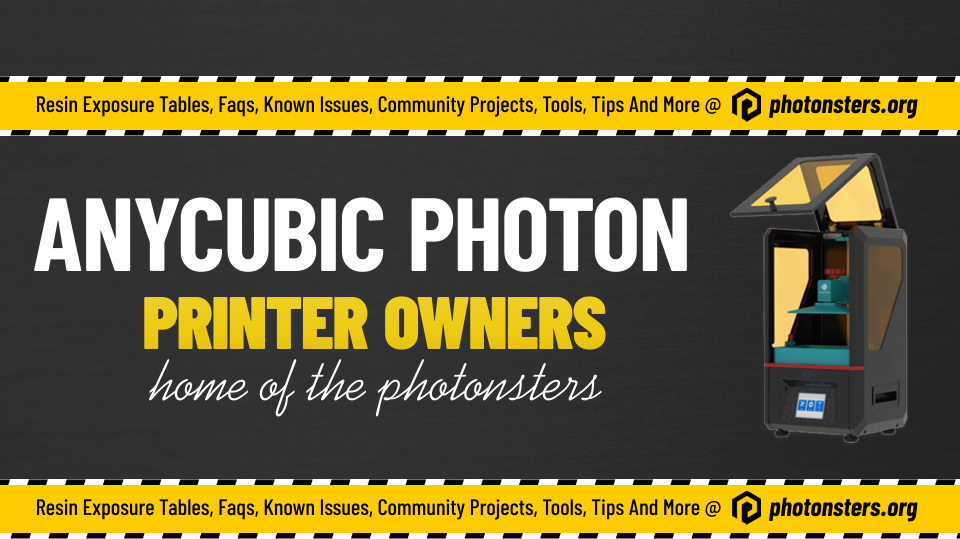 Resin Exposure Tables, Faqs, Known Issues, Community Projects, Tools, Tips And More @ photonsters.org
ANYCUBIC PHOTON
PRINTER OWNERS
home of the photonsters
Resin Exposure Tables, Faqs, Known Issues, Community Projects, Tools, Tips And More @ photonsters.org